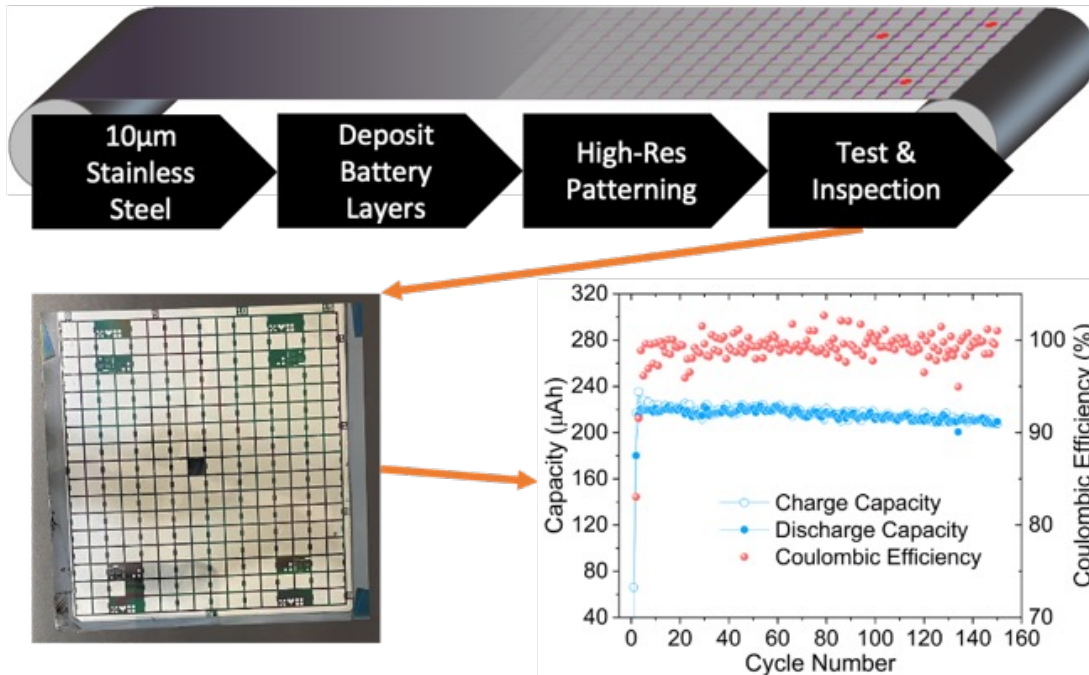 10µm
Stainless
Steel
Deposit
Battery
Layers
High-Res
Patterning
Test &
Inspection
320
280
240
200
160
120
80
40
Capacity (µAh)
100
90
80
70
Coulombic Efficiency (%)
Charge Capacity
Discharge Capacity
Coulombic Efficiency
0 20 40 60 80 100 120 140 160
Cycle Number